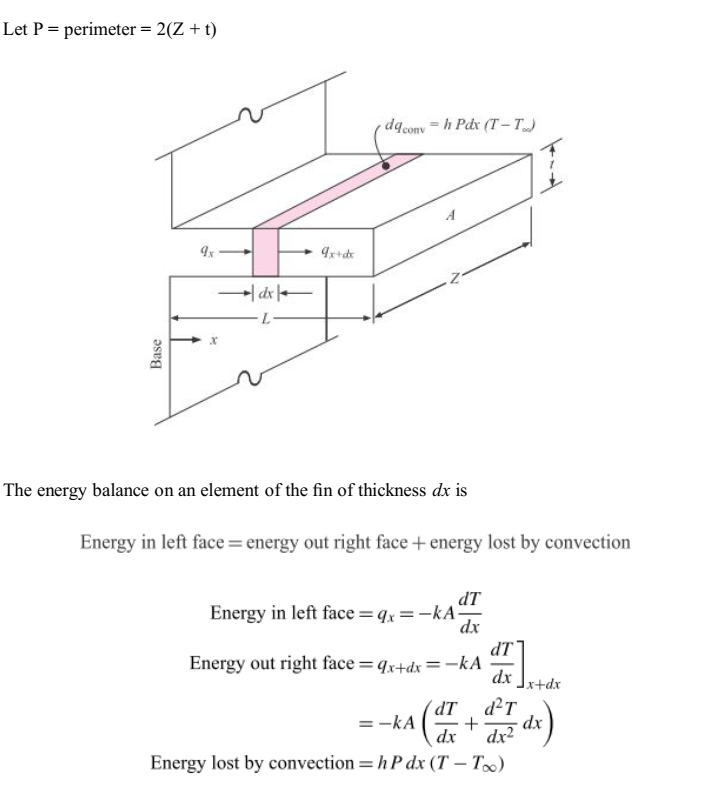 Let P = perimeter = 2(Z + t)
dq_conv = h Pdx (T – T_∞)
t
A
q_x
q_x+dx
Z
dx
L
x
Base
The energy balance on an element of the fin of thickness dx is
Energy in left face = energy out right face + energy lost by convection
Energy in left face = q_x = −kA dT/dx
Energy out right face = q_x+dx = −kA dT/dx ]_x+dx
= −kA ( dT/dx + d²T/dx² dx )
Energy lost by convection = h P dx (T − T_∞)